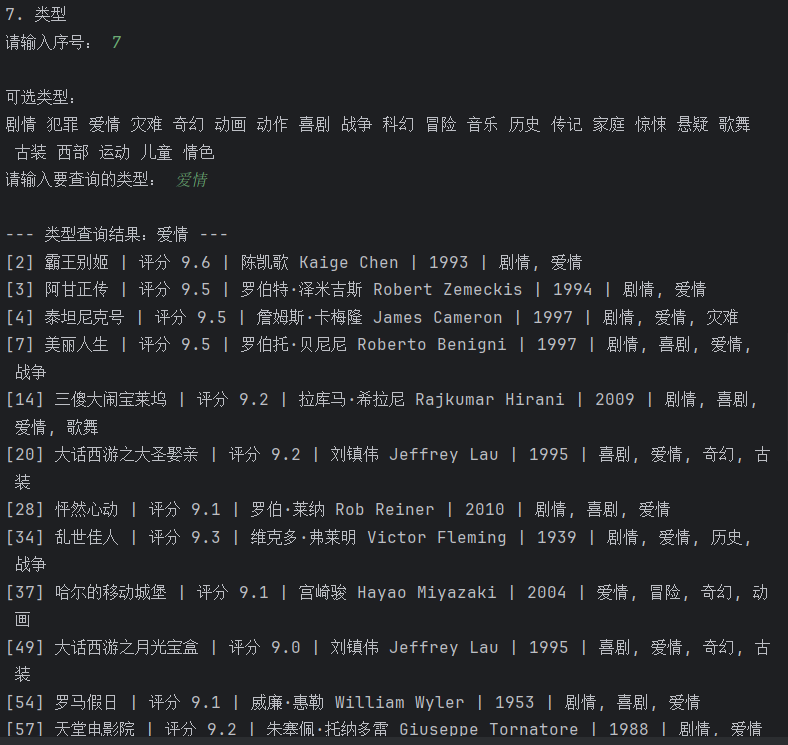 7. 类型
请输入序号： 7
可选类型：
剧情 犯罪 爱情 灾难 奇幻 动画 动作 喜剧 战争 科幻 冒险 音乐 历史 传记 家庭 惊悚 悬疑 歌舞
古装 西部 运动 儿童 情色
请输入要查询的类型： 爱情
--- 类型查询结果：爱情 ---
[2] 霸王别姬 | 评分 9.6 | 陈凯歌 Kaige Chen | 1993 | 剧情, 爱情
[3] 阿甘正传 | 评分 9.5 | 罗伯特·泽米吉斯 Robert Zemeckis | 1994 | 剧情, 爱情
[4] 泰坦尼克号 | 评分 9.5 | 詹姆斯·卡梅隆 James Cameron | 1997 | 剧情, 爱情, 灾难
[7] 美丽人生 | 评分 9.5 | 罗伯托·贝尼尼 Roberto Benigni | 1997 | 剧情, 喜剧, 爱情,
战争
[14] 三傻大闹宝莱坞 | 评分 9.2 | 拉库马·希拉尼 Rajkumar Hirani | 2009 | 剧情, 喜剧,
爱情, 歌舞
[20] 大话西游之大圣娶亲 | 评分 9.2 | 刘镇伟 Jeffrey Lau | 1995 | 喜剧, 爱情, 奇幻, 古
装
[28] 怦然心动 | 评分 9.1 | 罗伯·莱纳 Rob Reiner | 2010 | 剧情, 喜剧, 爱情
[34] 乱世佳人 | 评分 9.3 | 维克多·弗莱明 Victor Fleming | 1939 | 剧情, 爱情, 历史,
战争
[37] 哈尔的移动城堡 | 评分 9.1 | 宫崎骏 Hayao Miyazaki | 2004 | 爱情, 冒险, 奇幻, 动
画
[49] 大话西游之月光宝盒 | 评分 9.0 | 刘镇伟 Jeffrey Lau | 1995 | 喜剧, 爱情, 奇幻, 古
装
[54] 罗马假日 | 评分 9.1 | 威廉·惠勒 William Wyler | 1953 | 剧情, 喜剧, 爱情
[57] 天堂电影院 | 评分 9.2 | 朱塞佩·托纳多雷 Giuseppe Tornatore | 1988 | 剧情, 爱情